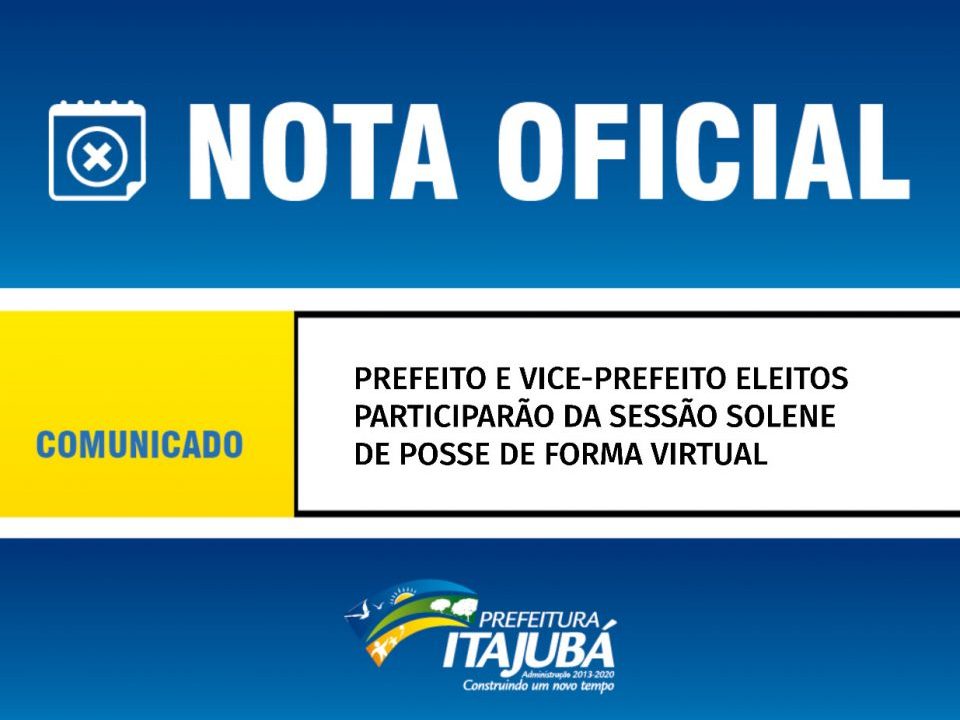 NOTA OFICIAL
COMUNICADO
PREFEITO E VICE-PREFEITO ELEITOS
PARTICIPARÃO DA SESSÃO SOLENE
DE POSSE DE FORMA VIRTUAL
PREFEITURA
ITAJUBÁ
Administração 2013-2020
Construindo um novo tempo